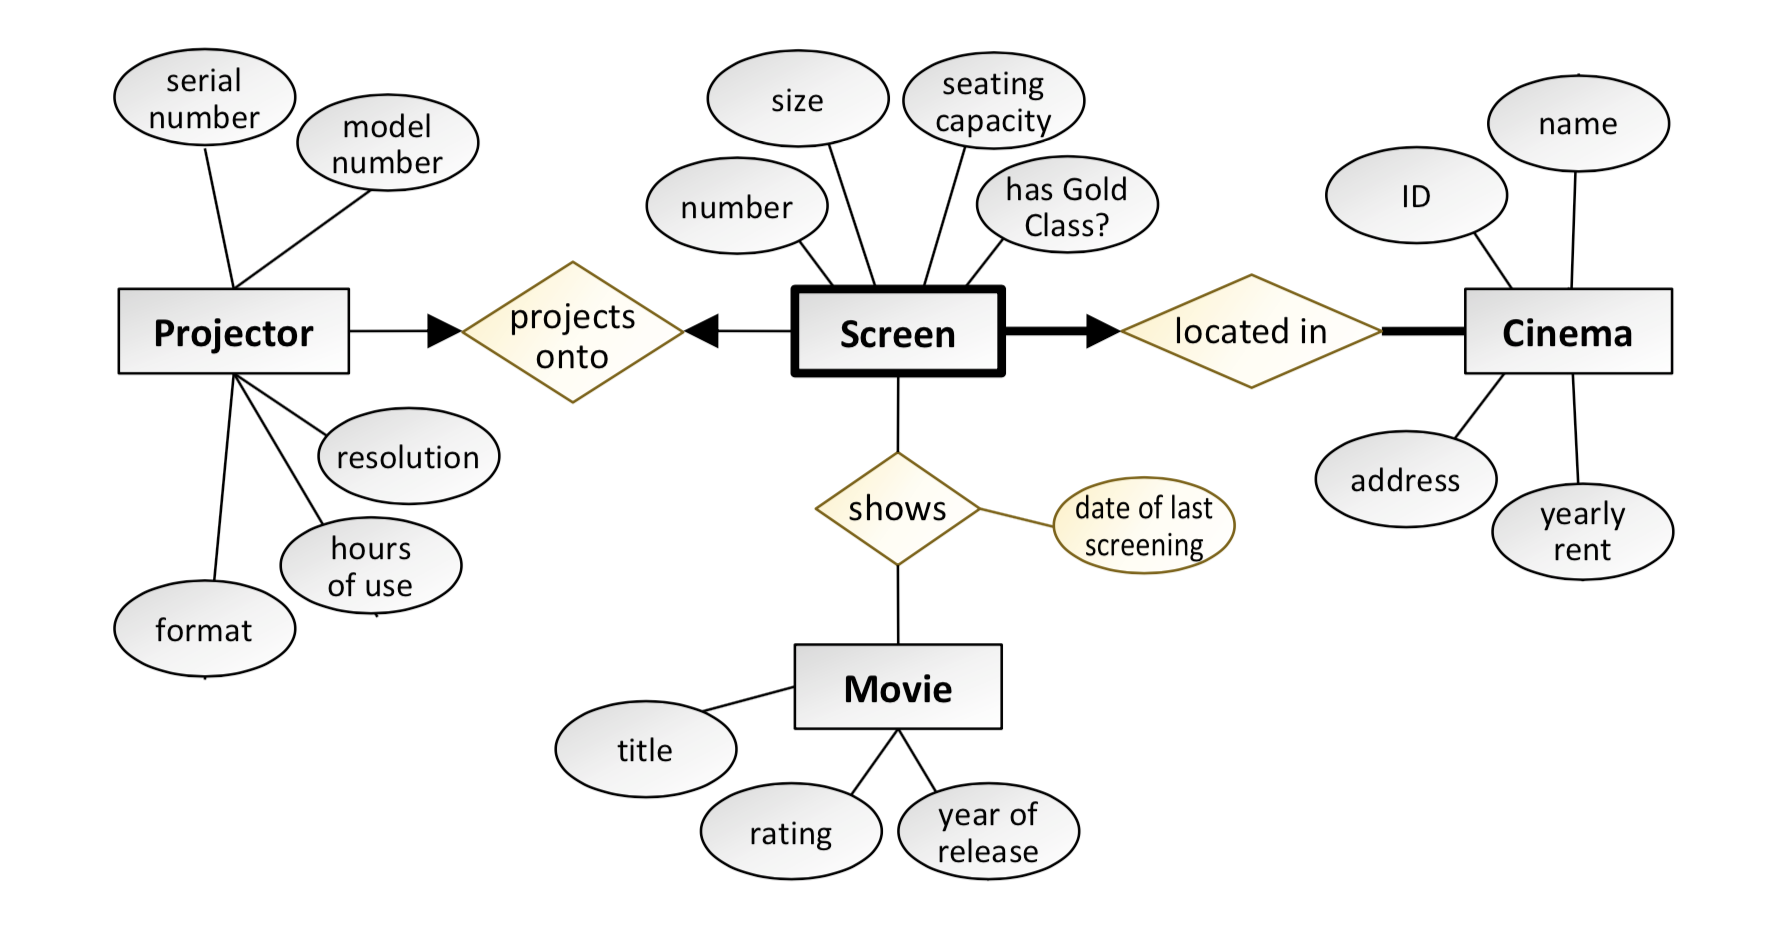 serial
number
model
number
size
seating
capacity
name
number
has Gold
Class?
ID
Projector
projects
onto
Screen
located in
Cinema
resolution
hours
of use
format
shows
date of last
screening
address
yearly
rent
Movie
title
rating
year of
release